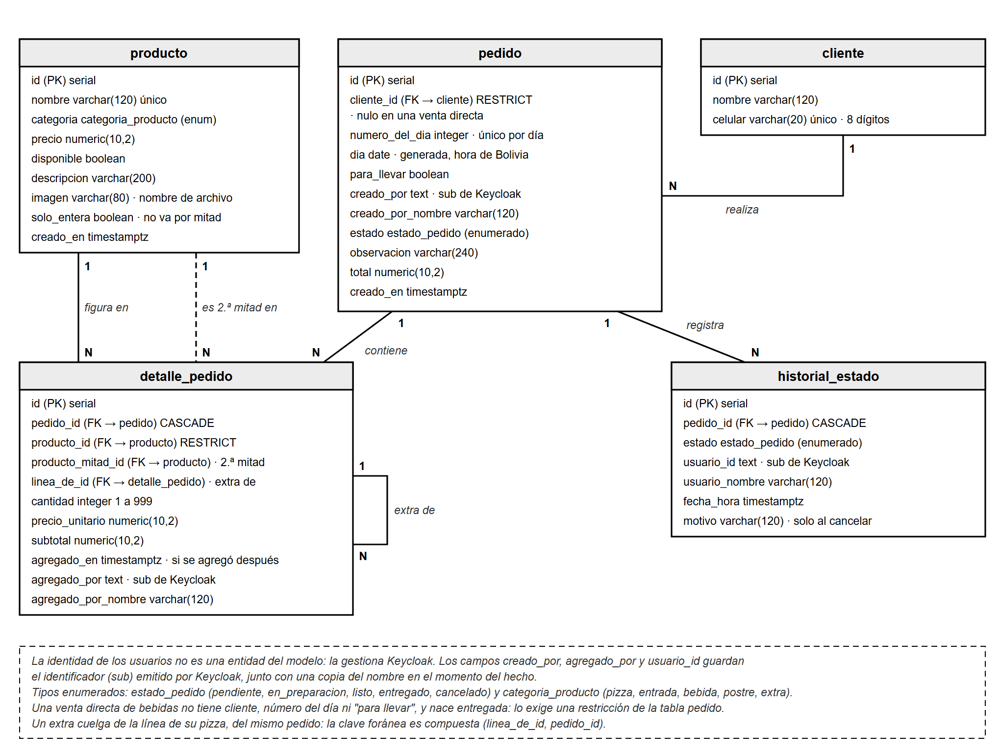 producto
id (PK) serial
nombre varchar(120) único
categoria categoria_producto (enum)
precio numeric(10,2)
disponible boolean
descripcion varchar(200)
imagen varchar(80) · nombre de archivo
solo_entera boolean · no va por mitad
creado_en timestamptz
pedido
id (PK) serial
cliente_id (FK → cliente) RESTRICT
· nulo en una venta directa
numero_del_dia integer · único por día
dia date · generada, hora de Bolivia
para_llevar boolean
creado_por text · sub de Keycloak
creado_por_nombre varchar(120)
estado estado_pedido (enumerado)
observacion varchar(240)
total numeric(10,2)
creado_en timestamptz
cliente
id (PK) serial
nombre varchar(120)
celular varchar(20) único · 8 dígitos
1
N
realiza
1
figura en
N
1
es 2.ª mitad en
N
1
contiene
N
1
registra
N
detalle_pedido
id (PK) serial
pedido_id (FK → pedido) CASCADE
producto_id (FK → producto) RESTRICT
producto_mitad_id (FK → producto) · 2.ª mitad
linea_de_id (FK → detalle_pedido) · extra de
cantidad integer 1 a 999
precio_unitario numeric(10,2)
subtotal numeric(10,2)
agregado_en timestamptz · si se agregó después
agregado_por text · sub de Keycloak
agregado_por_nombre varchar(120)
1
extra de
N
historial_estado
id (PK) serial
pedido_id (FK → pedido) CASCADE
estado estado_pedido (enumerado)
usuario_id text · sub de Keycloak
usuario_nombre varchar(120)
fecha_hora timestamptz
motivo varchar(120) · solo al cancelar
La identidad de los usuarios no es una entidad del modelo: la gestiona Keycloak. Los campos creado_por, agregado_por y usuario_id guardan
el identificador (sub) emitido por Keycloak, junto con una copia del nombre en el momento del hecho.
Tipos enumerados: estado_pedido (pendiente, en_preparacion, listo, entregado, cancelado) y categoria_producto (pizza, entrada, bebida, postre, extra).
Una venta directa de bebidas no tiene cliente, número del día ni "para llevar", y nace entregada: lo exige una restricción de la tabla pedido.
Un extra cuelga de la línea de su pizza, del mismo pedido: la clave foránea es compuesta (linea_de_id, pedido_id).